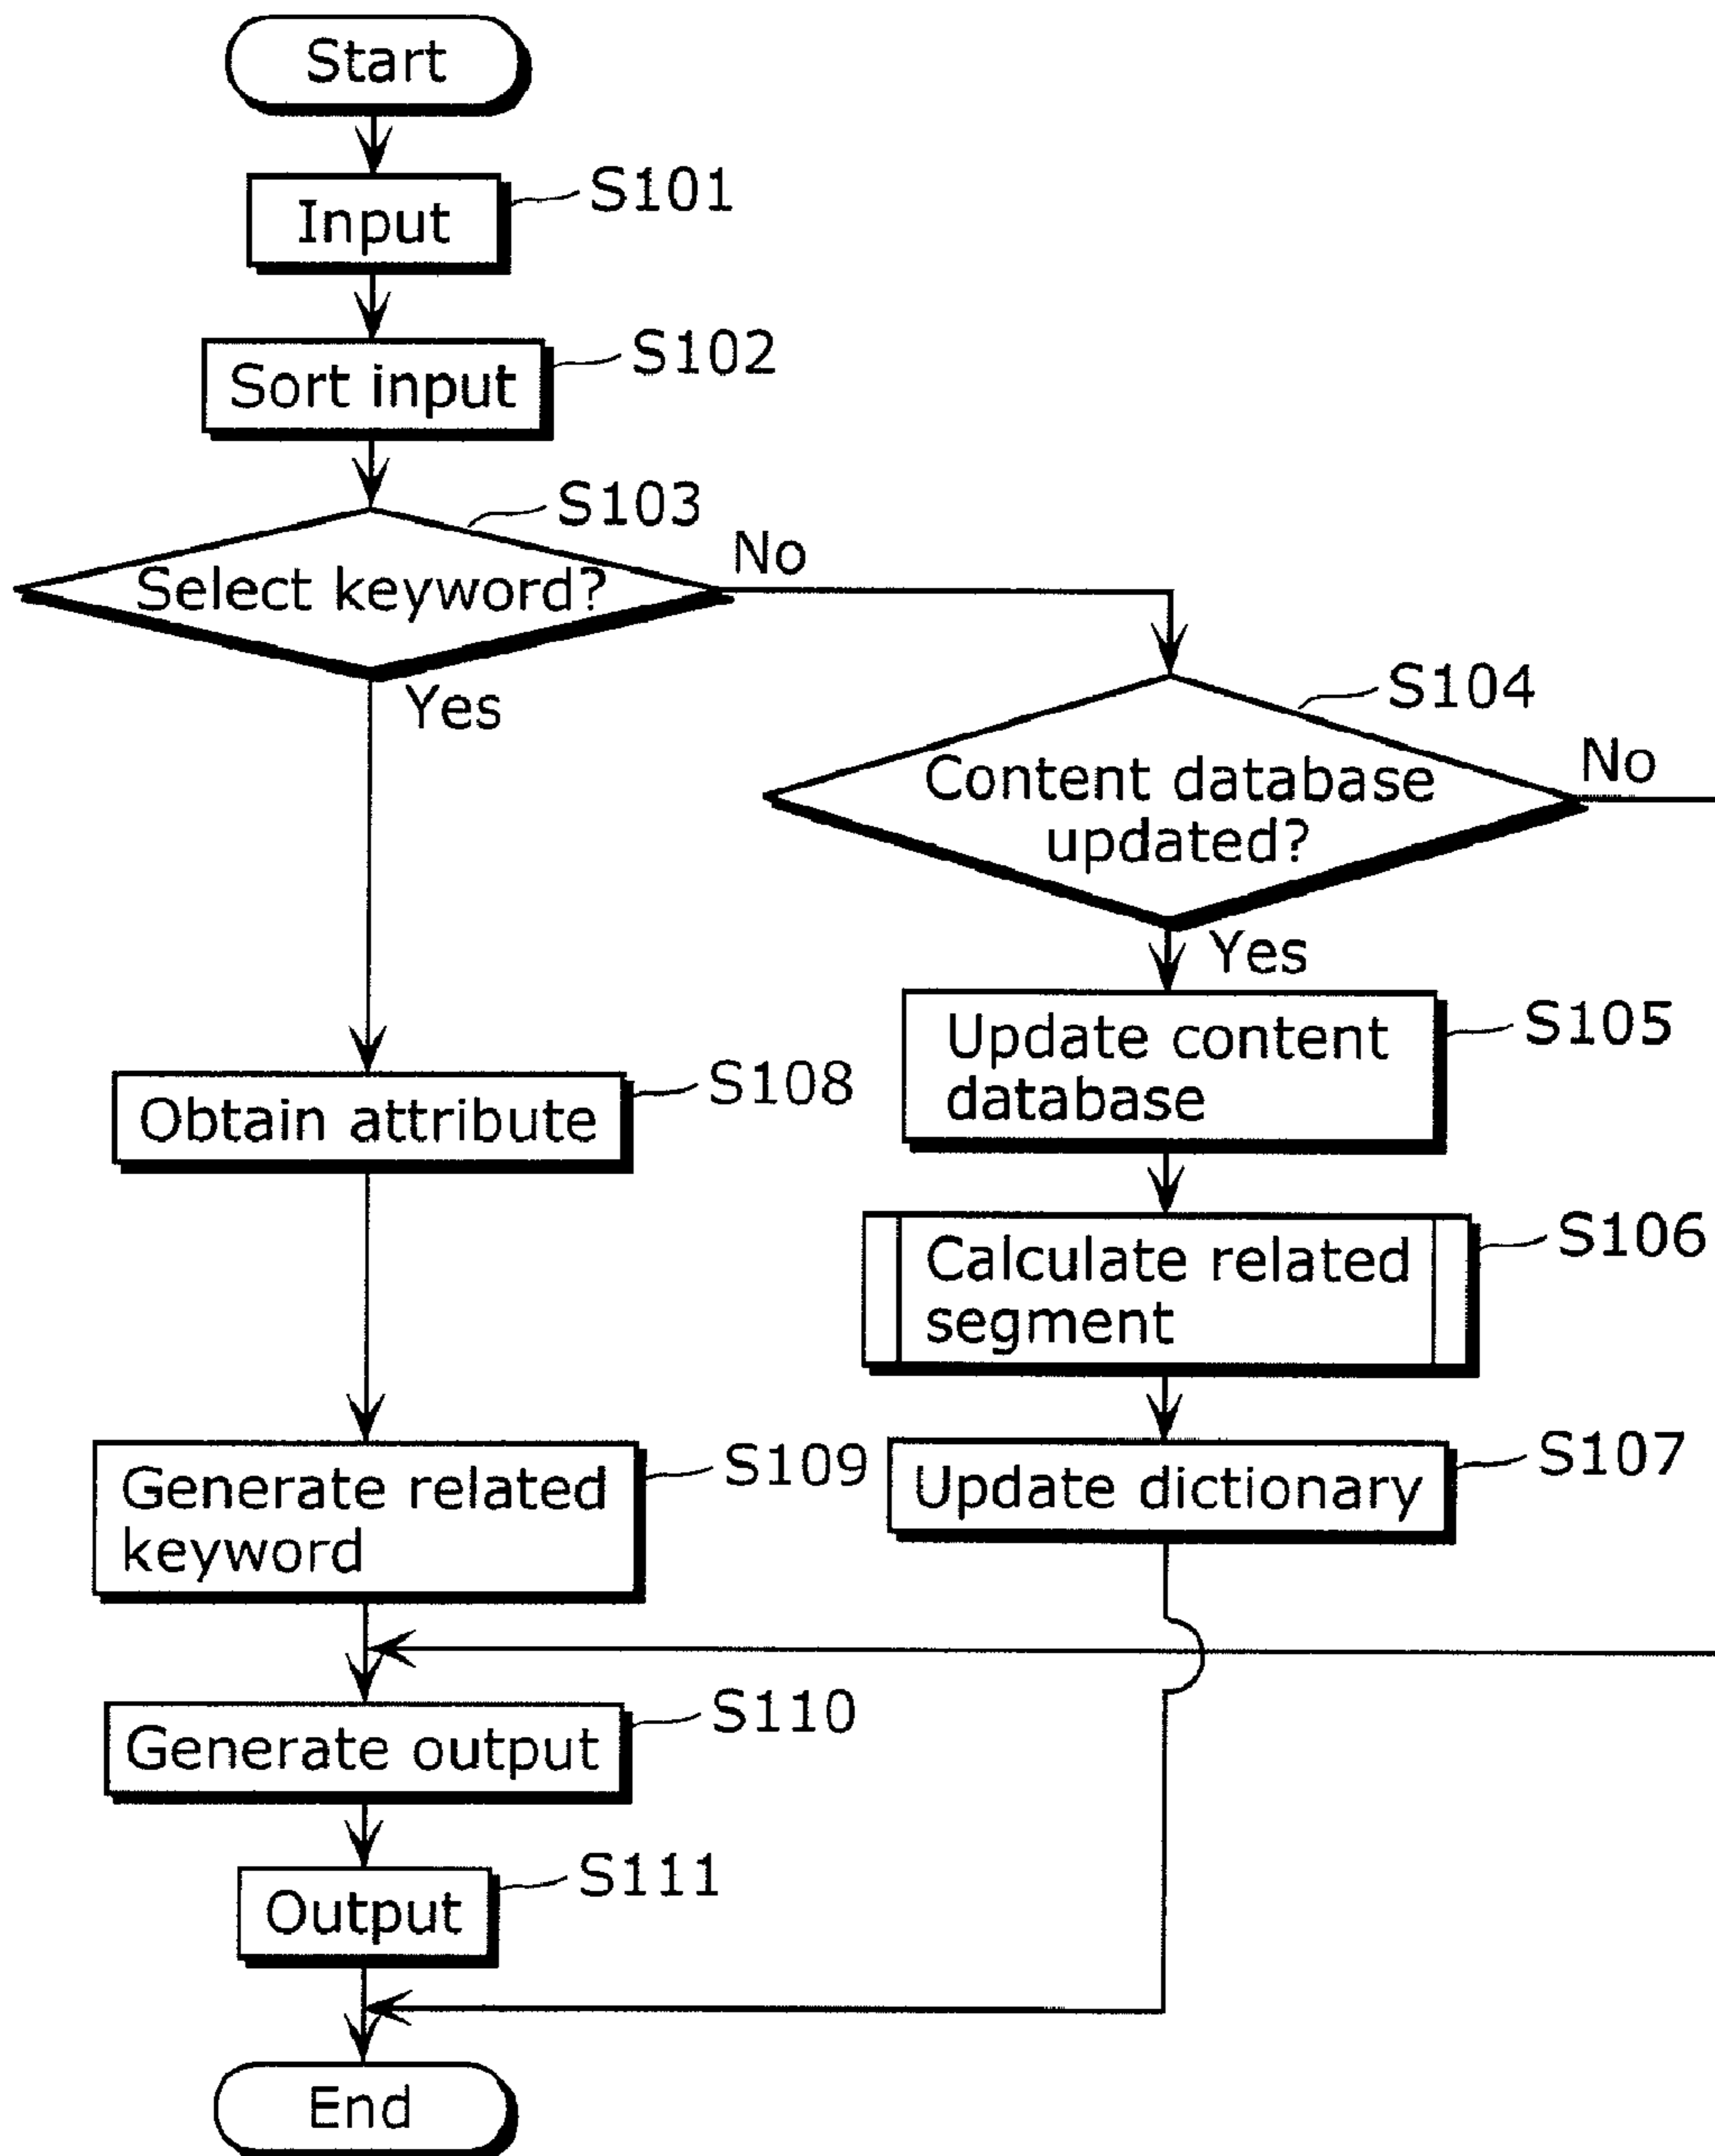 Start
Input
S101
Sort input
S102
Select keyword?
S103
No
Yes
Content database
updated?
S104
No
Yes
Update content
database
S105
Obtain attribute
S108
Calculate related
segment
S106
Generate related
keyword
S109
Update dictionary
S107
Generate output
S110
Output
S111
End